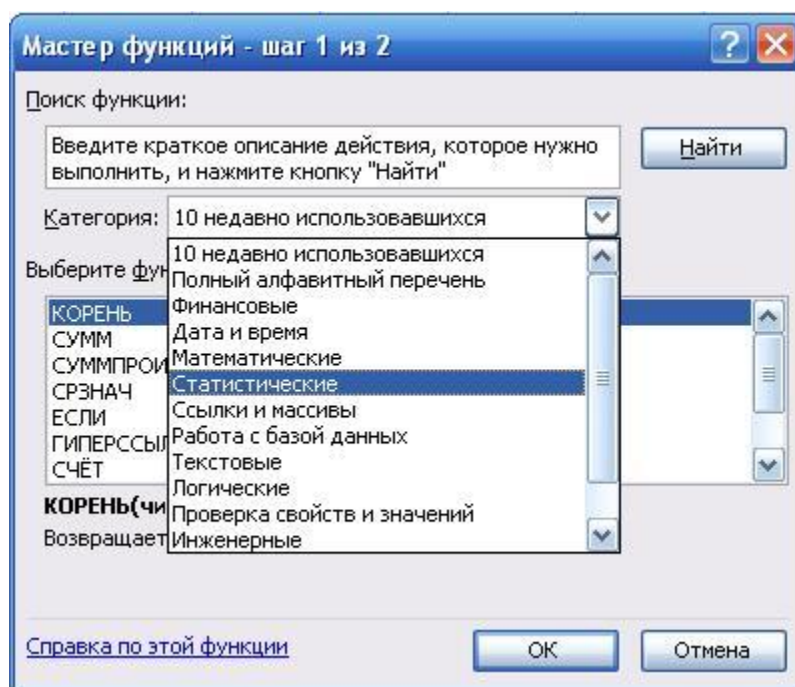 Мастер функций - шаг 1 из 2
Поиск функции:
Введите краткое описание действия, которое нужно
выполнить, и нажмите кнопку "Найти"
Найти
Категория: 10 недавно использовавшихся
10 недавно использовавшихся
Полный алфавитный перечень
Финансовые
Дата и время
Математические
Статистические
Ссылки и массивы
Работа с базой данных
Текстовые
Логические
Проверка свойств и значений
Инженерные
Выберите фун
КОРЕНЬ
СУММ
СУММПРОИ
СРЗНАЧ
ЕСЛИ
ГИПЕРССЫЛ
СЧЁТ
КОРЕНЬ(чи
Возвращает
Справка по этой функции
ОК
Отмена